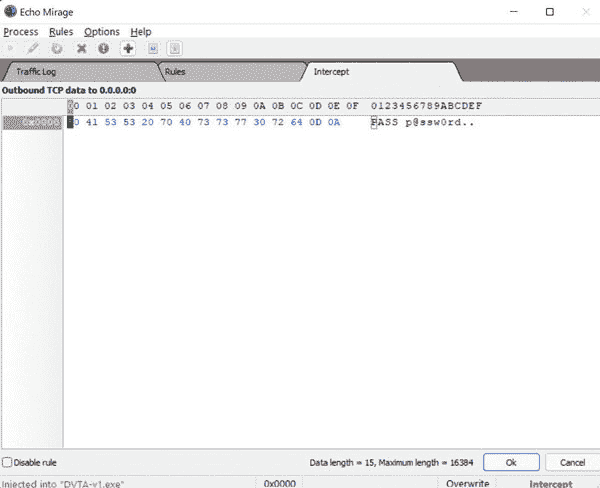 Echo Mirage
Process Rules Options Help
Traffic Log Rules Intercept
Outbound TCP data to 0.0.0.0:0
0 01 02 03 04 05 06 07 08 09 0A 0B 0C 0D 0E 0F 0123456789ABCDEF
0x0000 0 41 53 53 20 70 40 73 73 77 30 72 64 0D 0A PASS p@ssw0rd..
Disable rule Data length = 15, Maximum length = 16384 Ok Cancel
Injected into "DVTA-v1.exe" 0x0000 Overwrite Intercept